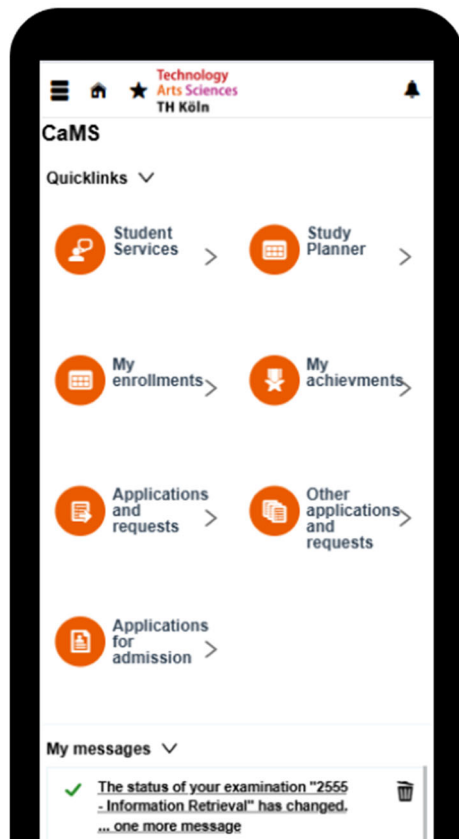 Technology
Arts Sciences
TH Köln
CaMS
Quicklinks
Student
Services
Study
Planner
My
enrollments
My
achievments
Applications
and
requests
Other
applications
and
requests
Applications
for
admission
My messages
The status of your examination "2555
- Information Retrieval" has changed.
... one more message